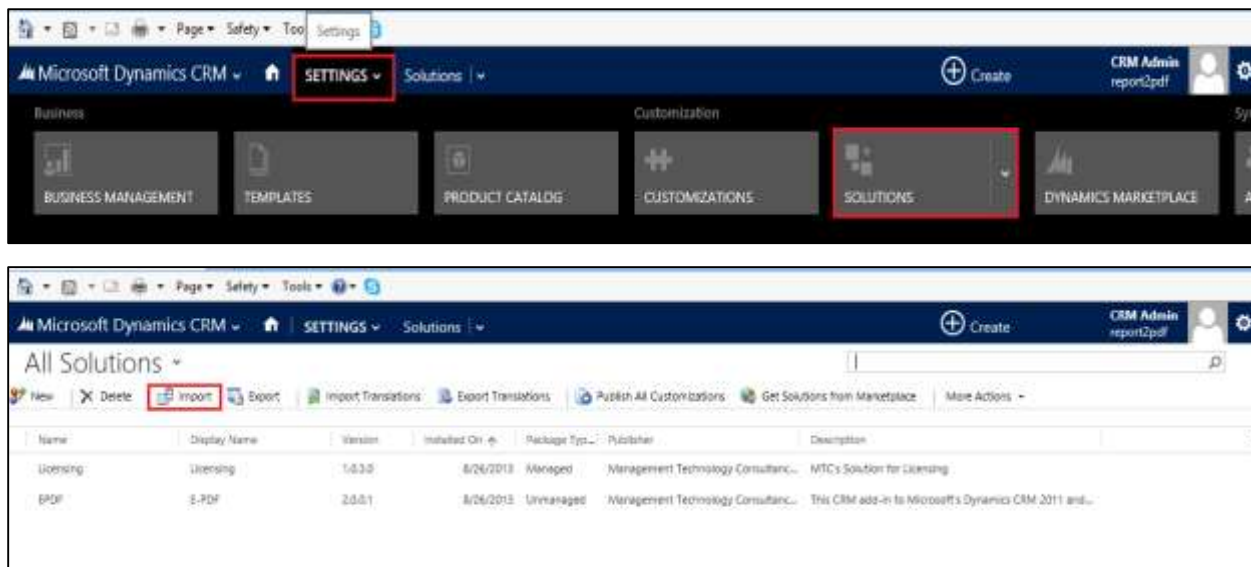 Page Safety Too Settings
Microsoft Dynamics CRM SETTINGS Solutions Create CRM Admin
report2pdf
Business Customization Sy
BUSINESS MANAGEMENT TEMPLATES PRODUCT CATALOG CUSTOMIZATIONS SOLUTIONS DYNAMICS MARKETPLACE A
Page Safety Tools
Microsoft Dynamics CRM SETTINGS Solutions Create CRM Admin
report2pdf
All Solutions
New Delete Import Export Import Translations Export Translations Publish All Customizations Get Solutions from Marketplace More Actions
Name Display Name Version Installed On Package Typ... Publisher Description
Licensing Licensing 1.0.3.0 8/26/2013 Managed Management Technology Consultanc... MTC's Solution for Licensing
EPDF E-PDF 2.0.0.1 8/26/2013 Unmanaged Management Technology Consultanc... This CRM add-in to Microsoft's Dynamics CRM 2011 and...